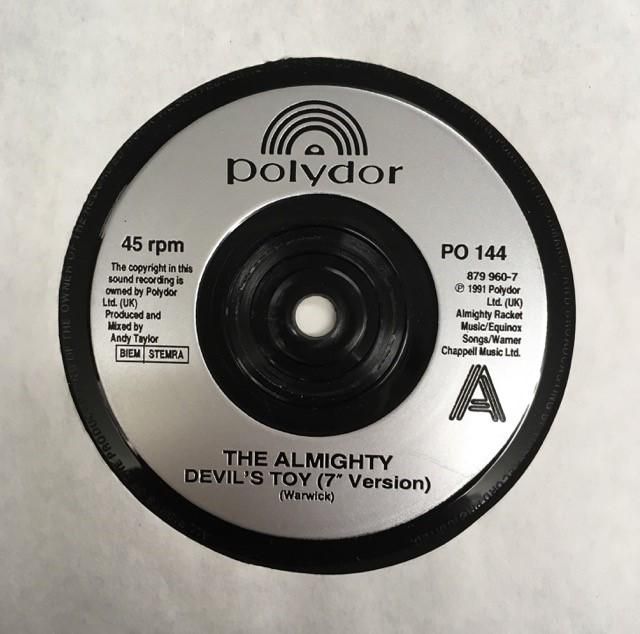 polydor
45 rpm
The copyright in this
sound recording is
owned by Polydor
Ltd. (UK)
Produced and
Mixed by
Andy Taylor
BIEM STEMRA
PO 144
879 960-7
℗ 1991 Polydor
Ltd. (UK)
Almighty Racket
Music/Equinox
Songs/Warner
Chappell Music Ltd.
A
THE ALMIGHTY
DEVIL'S TOY (7" Version)
(Warwick)